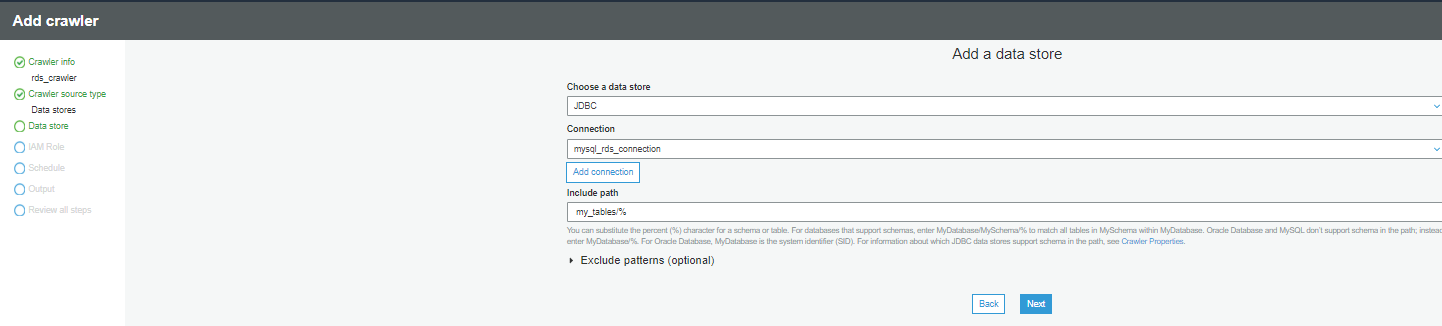 Add crawler
Crawler info
rds_crawler
Crawler source type
Data stores
Data store
IAM Role
Schedule
Output
Review all steps
Add a data store
Choose a data store
JDBC
Connection
mysql_rds_connection
Add connection
Include path
my_tables/%
You can substitute the percent (%) character for a schema or table. For databases that support schemas, enter MyDatabase/MySchema/% to match all tables in MySchema within MyDatabase. Oracle Database and MySQL don't support schema in the path; instead
enter MyDatabase/%. For Oracle Database, MyDatabase is the system identifier (SID). For information about which JDBC data stores support schema in the path, see Crawler Properties.
Exclude patterns (optional)
Back
Next